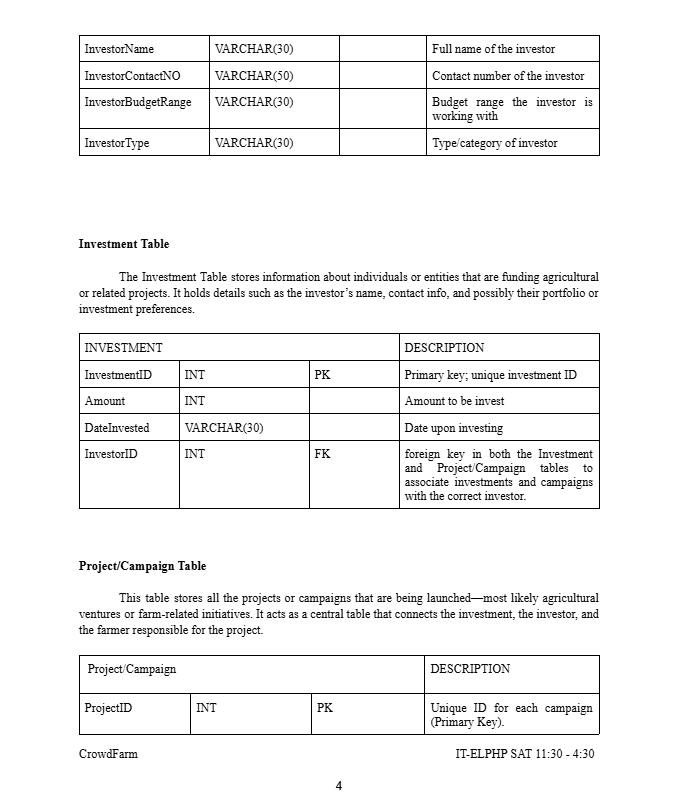 InvestorName VARCHAR(30) Full name of the investor
InvestorContactNO VARCHAR(50) Contact number of the investor
InvestorBudgetRange VARCHAR(30) Budget range the investor is
working with
InvestorType VARCHAR(30) Type/category of investor
Investment Table
The Investment Table stores information about individuals or entities that are funding agricultural
or related projects. It holds details such as the investor’s name, contact info, and possibly their portfolio or
investment preferences.
INVESTMENT DESCRIPTION
InvestmentID INT PK Primary key; unique investment ID
Amount INT Amount to be invest
DateInvested VARCHAR(30) Date upon investing
InvestorID INT FK foreign key in both the Investment
and Project/Campaign tables to
associate investments and campaigns
with the correct investor.
Project/Campaign Table
This table stores all the projects or campaigns that are being launched—most likely agricultural
ventures or farm-related initiatives. It acts as a central table that connects the investment, the investor, and
the farmer responsible for the project.
Project/Campaign DESCRIPTION
ProjectID INT PK Unique ID for each campaign
(Primary Key).
CrowdFarm IT-ELPHP SAT 11:30 - 4:30
4